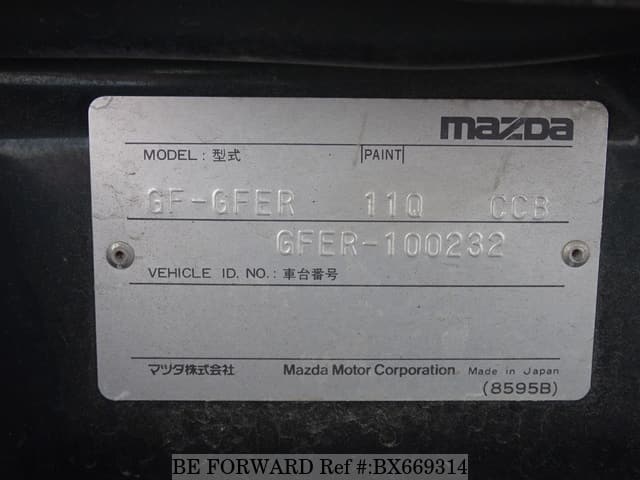 mazda
MODEL : 型式 |PAINT|
GF-GFER 11Q CCB
GFER-100232
VEHICLE ID. NO. : 車台番号
マツダ株式会社 Mazda Motor Corporation Made in Japan
(8595B)
BE FORWARD Ref #:BX669314